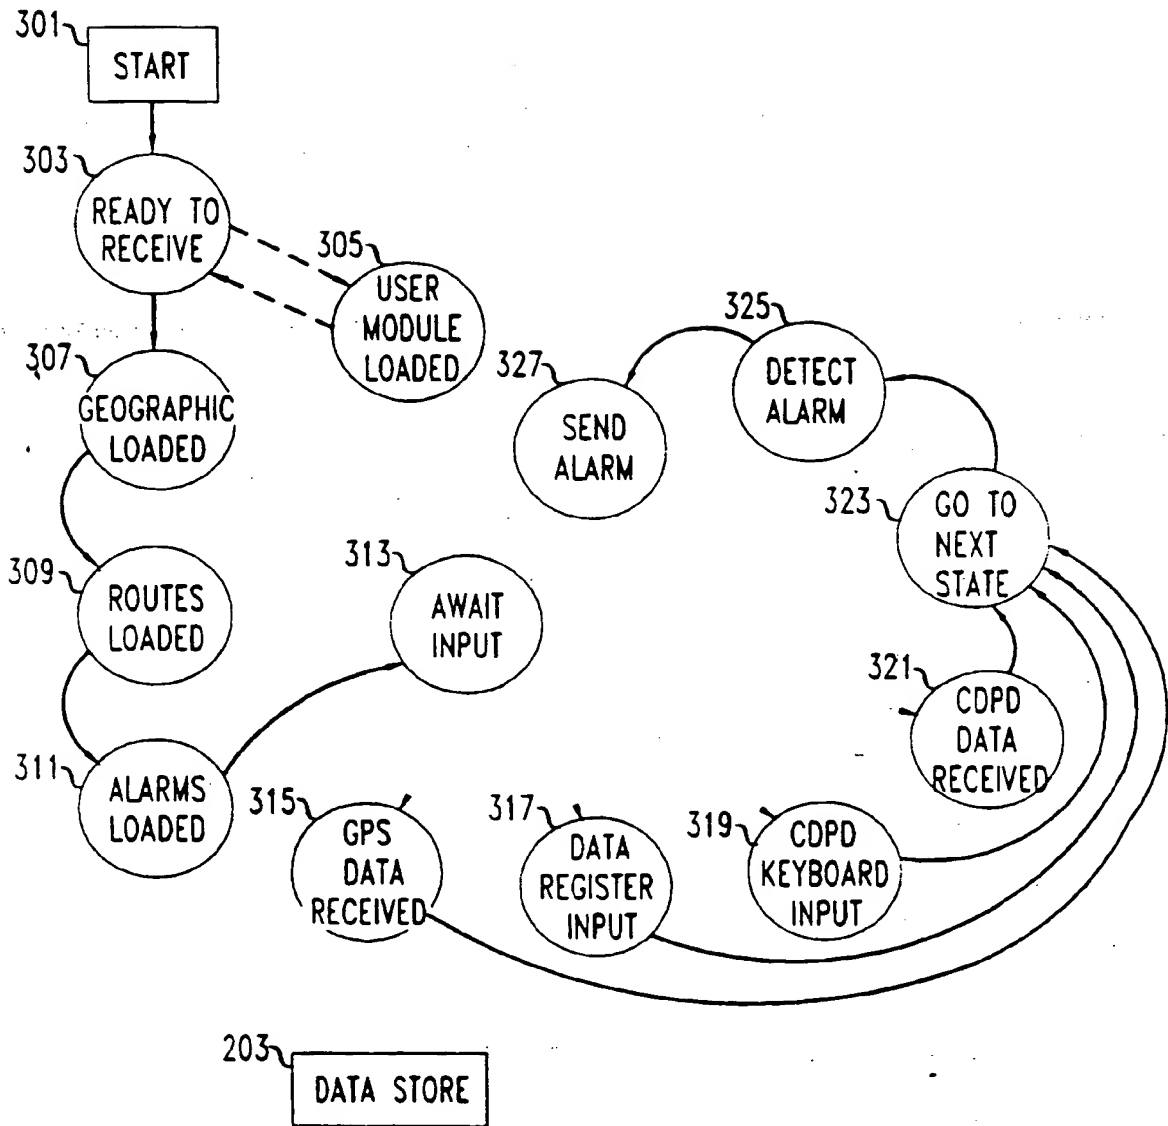 301
START
303
READY TO
RECEIVE
305
USER
MODULE
LOADED
307
GEOGRAPHIC
LOADED
309
ROUTES
LOADED
311
ALARMS
LOADED
313
AWAIT
INPUT
315
GPS
DATA
RECEIVED
317
DATA
REGISTER
INPUT
319
CDPD
KEYBOARD
INPUT
321
CDPD
DATA
RECEIVED
323
GO TO
NEXT
STATE
325
DETECT
ALARM
327
SEND
ALARM
203
DATA STORE